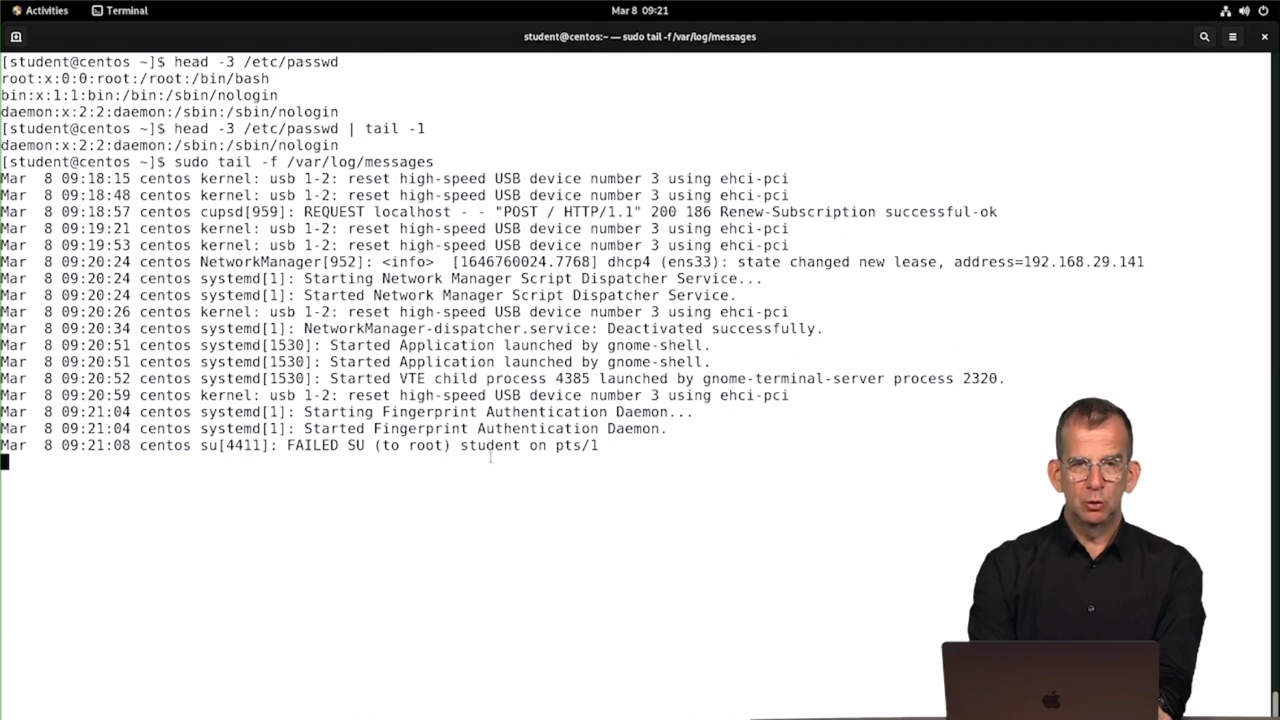 Activities
Terminal
Mar 8 09:21
student@centos:~ — sudo tail -f /var/log/messages
[student@centos ~]$ head -3 /etc/passwd
root:x:0:0:root:/root:/bin/bash
bin:x:1:1:bin:/bin:/sbin/nologin
daemon:x:2:2:daemon:/sbin:/sbin/nologin
[student@centos ~]$ head -3 /etc/passwd | tail -1
daemon:x:2:2:daemon:/sbin:/sbin/nologin
[student@centos ~]$ sudo tail -f /var/log/messages
Mar  8 09:18:15 centos kernel: usb 1-2: reset high-speed USB device number 3 using ehci-pci
Mar  8 09:18:48 centos kernel: usb 1-2: reset high-speed USB device number 3 using ehci-pci
Mar  8 09:18:57 centos cupsd[959]: REQUEST localhost - - "POST / HTTP/1.1" 200 186 Renew-Subscription successful-ok
Mar  8 09:19:21 centos kernel: usb 1-2: reset high-speed USB device number 3 using ehci-pci
Mar  8 09:19:53 centos kernel: usb 1-2: reset high-speed USB device number 3 using ehci-pci
Mar  8 09:20:24 centos NetworkManager[952]: <info>  [1646760024.7768] dhcp4 (ens33): state changed new lease, address=192.168.29.141
Mar  8 09:20:24 centos systemd[1]: Starting Network Manager Script Dispatcher Service...
Mar  8 09:20:24 centos systemd[1]: Started Network Manager Script Dispatcher Service.
Mar  8 09:20:26 centos kernel: usb 1-2: reset high-speed USB device number 3 using ehci-pci
Mar  8 09:20:34 centos systemd[1]: NetworkManager-dispatcher.service: Deactivated successfully.
Mar  8 09:20:51 centos systemd[1530]: Started Application launched by gnome-shell.
Mar  8 09:20:51 centos systemd[1530]: Started Application launched by gnome-shell.
Mar  8 09:20:52 centos systemd[1530]: Started VTE child process 4385 launched by gnome-terminal-server process 2320.
Mar  8 09:20:59 centos kernel: usb 1-2: reset high-speed USB device number 3 using ehci-pci
Mar  8 09:21:04 centos systemd[1]: Starting Fingerprint Authentication Daemon...
Mar  8 09:21:04 centos systemd[1]: Started Fingerprint Authentication Daemon.
Mar  8 09:21:08 centos su[4411]: FAILED SU (to root) student on pts/1